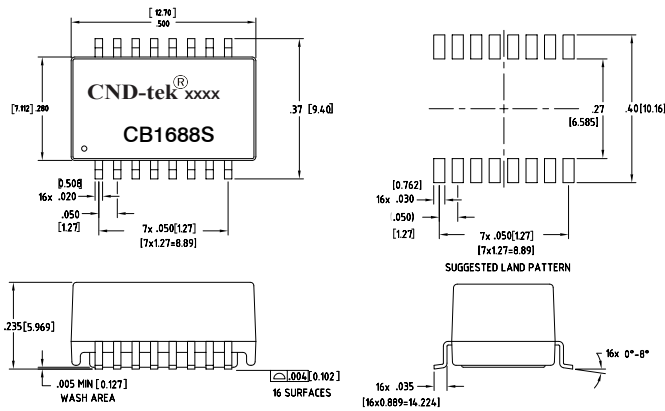 [12.70]
.500
CND-tek® xxxx
CB1688S
[7.112] .280
.37 [9.40]
[0.508]
16x .020
.050
[1.27]
7x .050[1.27]
[7x1.27=8.89]
.27
[6.585]
.40[10.16]
[0.762]
16x .030
(.050)
[1.27]
7x .050[1.27]
[7x1.27=8.89]
SUGGESTED LAND PATTERN
.235[5.969]
.005 MIN [0.127]
WASH AREA
.004 [0.102]
16 SURFACES
16x .035
[16x0.889=14.224]
16x 0°-8°